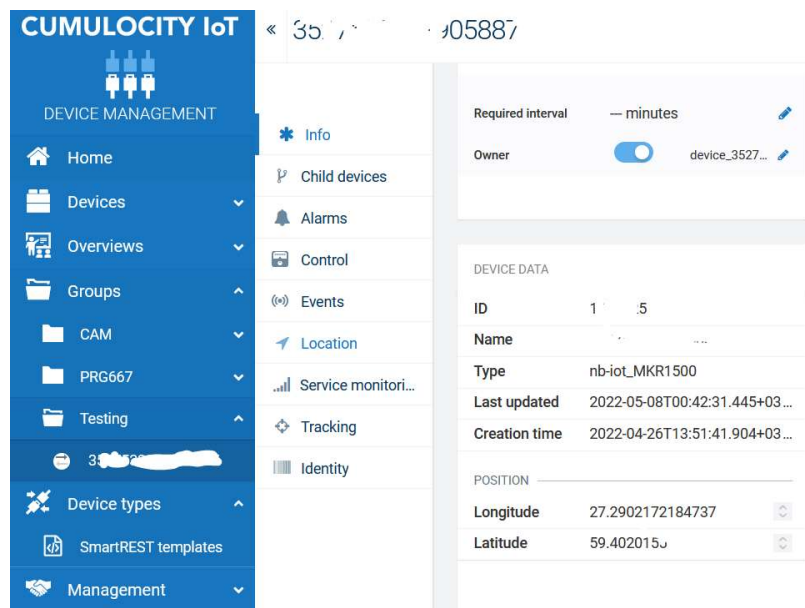 CUMULOCITY IoT
DEVICE MANAGEMENT
Home
Devices
Overviews
Groups
CAM
PRG667
Testing
Device types
SmartREST templates
Management
Info
Child devices
Alarms
Control
Events
Location
Service monitori...
Tracking
Identity
Required interval — minutes
Owner device_3527...
DEVICE DATA
ID
Name
Type nb-iot_MKR1500
Last updated 2022-05-08T00:42:31.445+03...
Creation time 2022-04-26T13:51:41.904+03...
POSITION
Longitude 27.2902172184737
Latitude